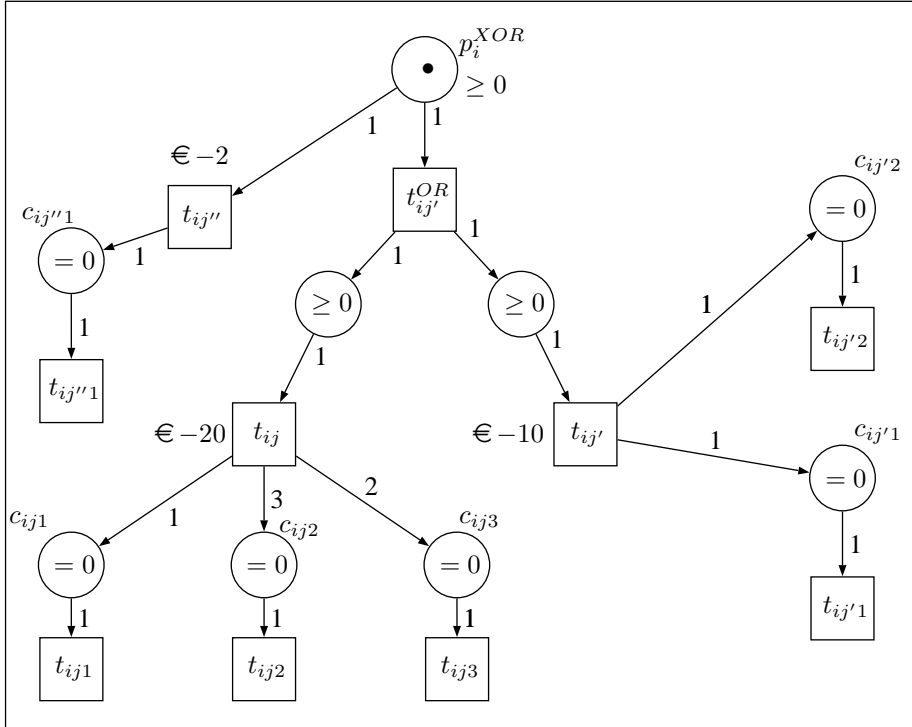 p_i^{XOR}
≥ 0
1
1
€ −2
t_{ij''}
t_{ij'}^{OR}
c_{ij'2}
= 0
c_{ij''1}
= 0
1
1
1
1
1
≥ 0
≥ 0
1
1
1
t_{ij''1}
t_{ij'2}
€ −20
t_{ij}
€ −10
t_{ij'}
1
c_{ij'1}
= 0
1
3
2
c_{ij1}
= 0
c_{ij2}
= 0
c_{ij3}
= 0
1
1
1
1
t_{ij1}
t_{ij2}
t_{ij3}
t_{ij'1}